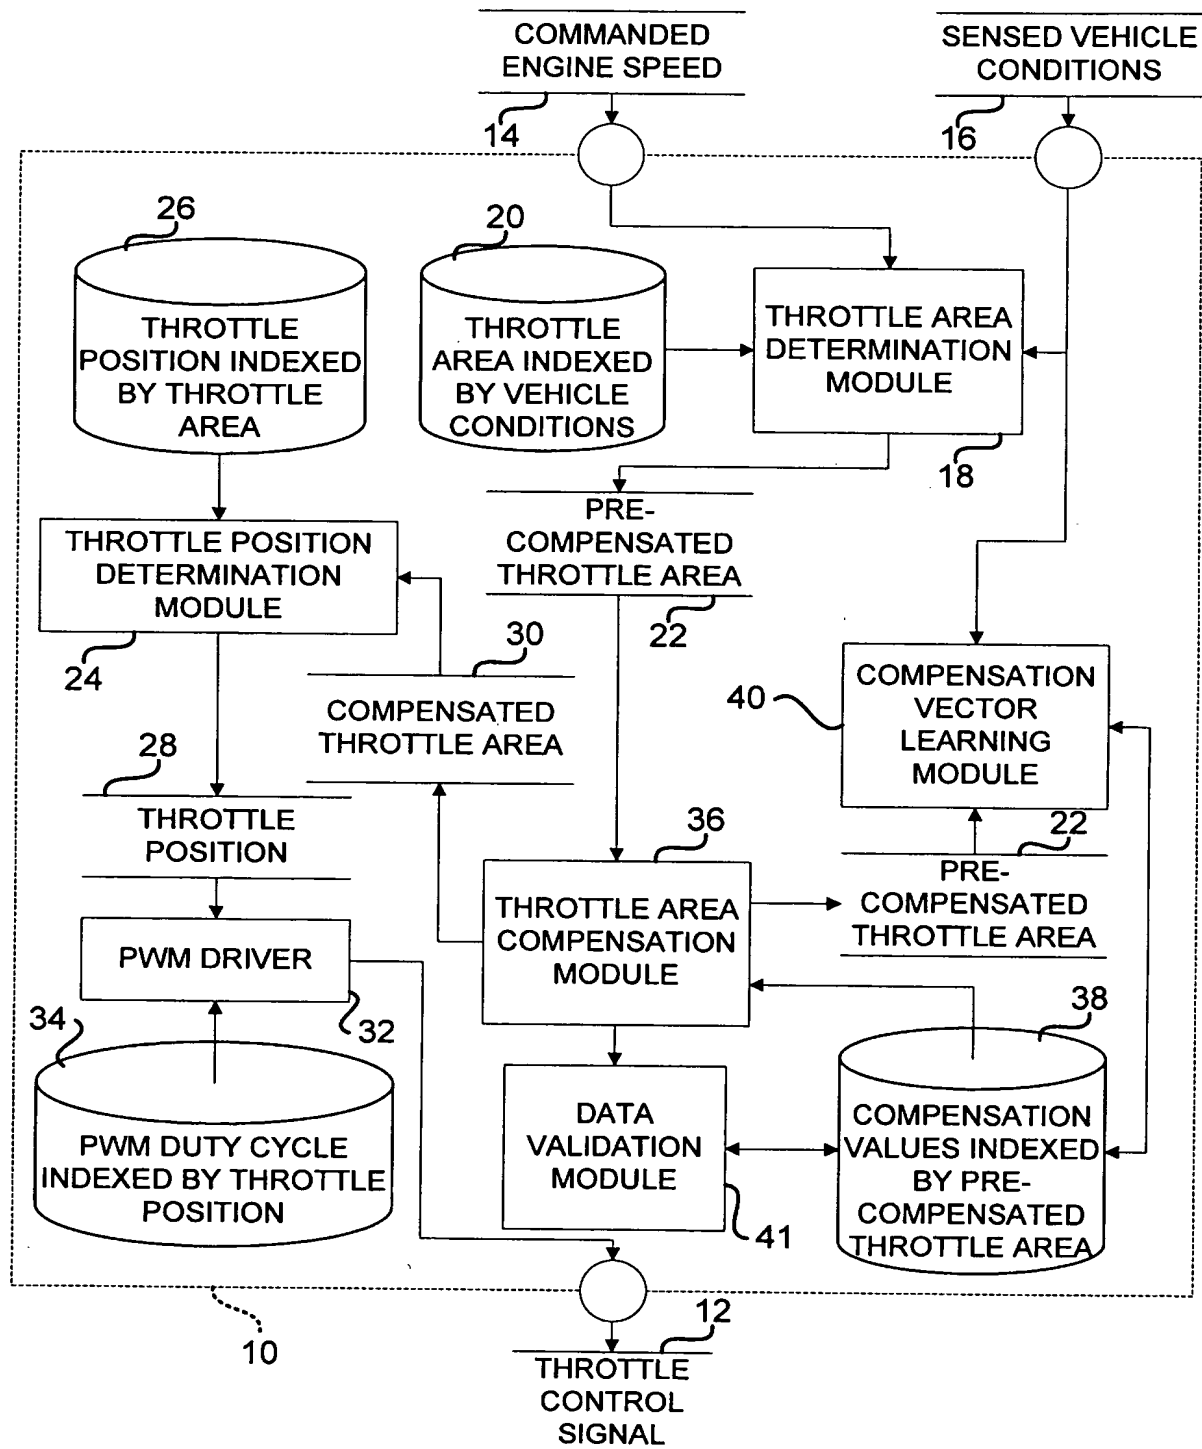 COMMANDED
ENGINE SPEED
14
SENSED VEHICLE
CONDITIONS
16
26
THROTTLE
POSITION INDEXED
BY THROTTLE
AREA
20
THROTTLE
AREA INDEXED
BY VEHICLE
CONDITIONS
THROTTLE AREA
DETERMINATION
MODULE
18
PRE-
COMPENSATED
THROTTLE AREA
22
THROTTLE POSITION
DETERMINATION
MODULE
24
30
COMPENSATED
THROTTLE AREA
40
COMPENSATION
VECTOR
LEARNING
MODULE
28
THROTTLE
POSITION
36
THROTTLE AREA
COMPENSATION
MODULE
22
PRE-
COMPENSATED
THROTTLE AREA
PWM DRIVER
32
34
PWM DUTY CYCLE
INDEXED BY THROTTLE
POSITION
DATA
VALIDATION
MODULE
41
38
COMPENSATION
VALUES INDEXED
BY PRE-
COMPENSATED
THROTTLE AREA
10
12
THROTTLE
CONTROL
SIGNAL